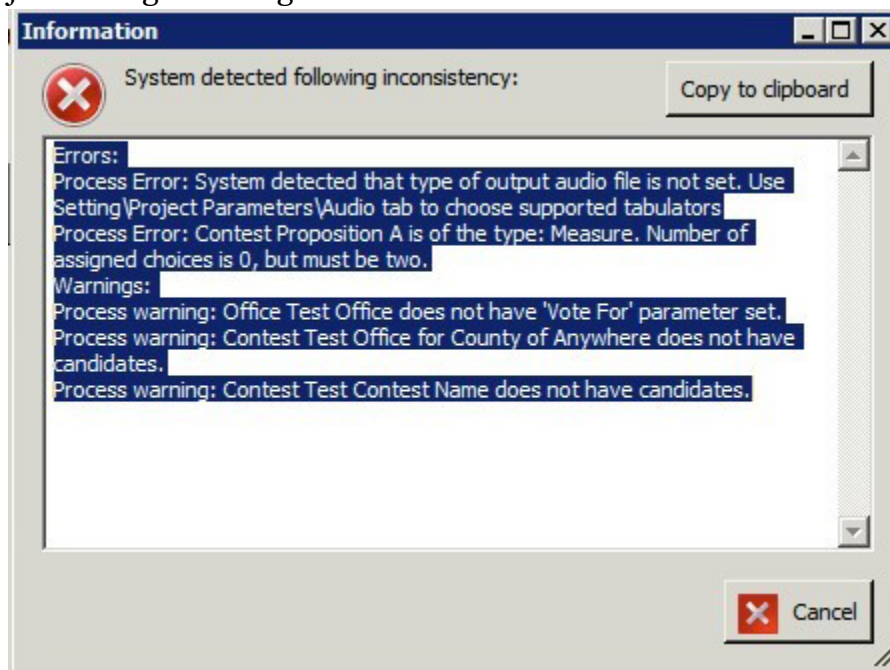 Information
System detected following inconsistency:
Copy to clipboard
Errors:
Process Error: System detected that type of output audio file is not set. Use
Setting\Project Parameters\Audio tab to choose supported tabulators
Process Error: Contest Proposition A is of the type: Measure. Number of
assigned choices is 0, but must be two.
Warnings:
Process warning: Office Test Office does not have 'Vote For' parameter set.
Process warning: Contest Test Office for County of Anywhere does not have
candidates.
Process warning: Contest Test Contest Name does not have candidates.
Cancel